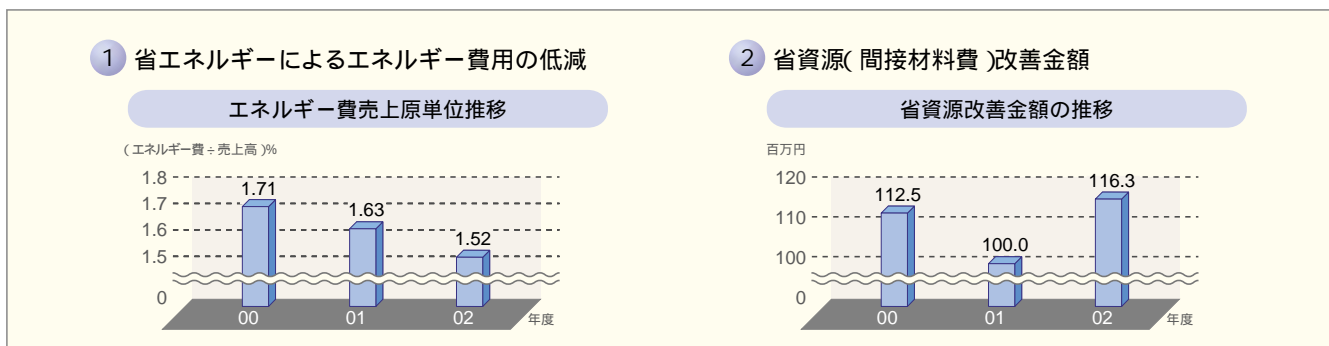 1 省エネルギーによるエネルギー費用の低減
エネルギー費売上原単位推移
(エネルギー費÷売上高)%
1.8
1.7
1.6
1.5
0
1.71
1.63
1.52
00 01 02 年度
2 省資源(間接材料費)改善金額
省資源改善金額の推移
百万円
120
110
100
0
112.5
100.0
116.3
00 01 02 年度